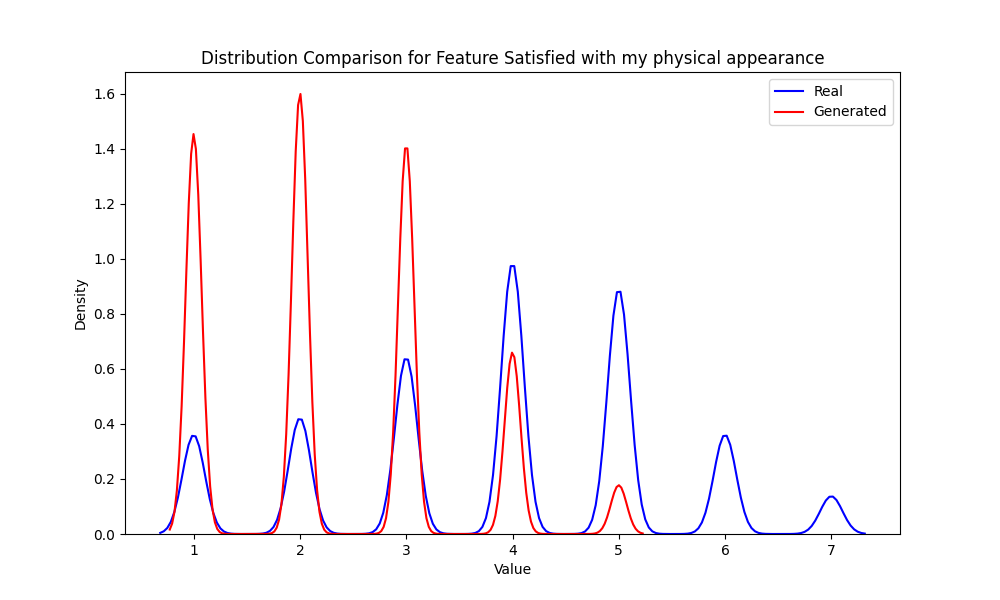 Distribution Comparison for Feature Satisfied with my physical appearance
Real
Generated
1.6
1.4
1.2
1.0
0.8
0.6
0.4
0.2
0.0
Density
1 2 3 4 5 6 7
Value